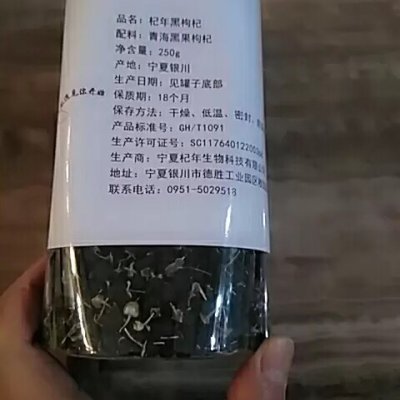 品名：杞年黑枸杞
配料：青海黑果枸杞
净含量：250g
产地：宁夏银川
生产日期：见罐子底部
保质期：18个月
保存方法：干燥、低温、密封、
产品标准号：GH/T1091
生产许可证号：SC11764012200
生产商：宁夏杞年生物科技有限公
地址：宁夏银川市德胜工业园区
联系电话：0951-5029518